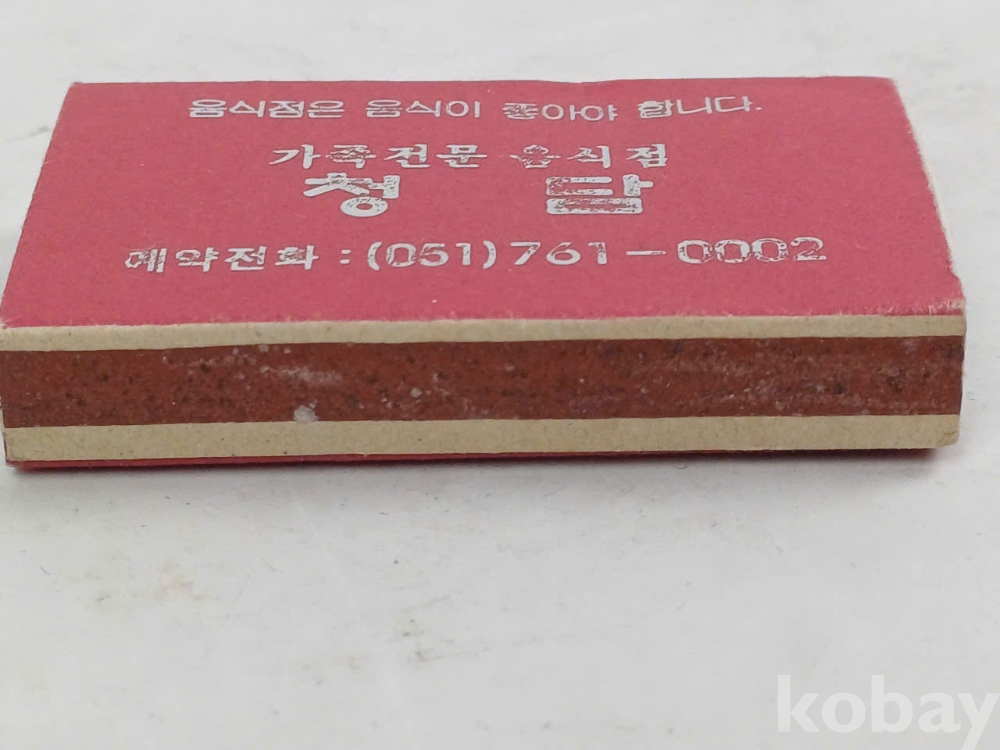 음식점은 음식이 좋아야 합니다.
가족전문 음식점
청 담
예약전화 : (051) 761-0002
kobay